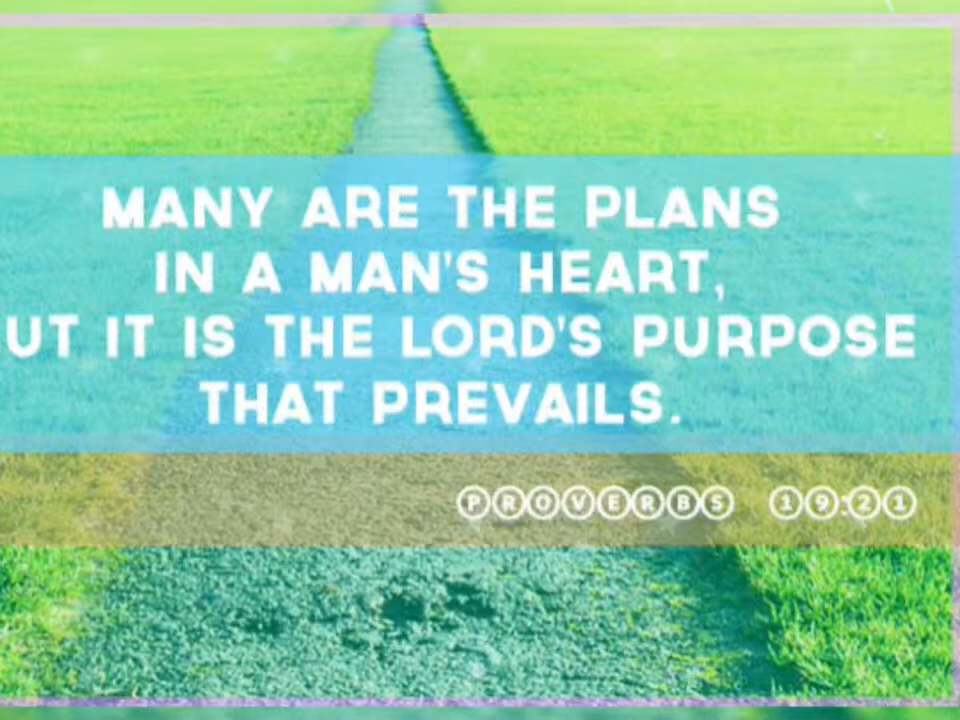 MANY ARE THE PLANS
IN A MAN'S HEART,
UT IT IS THE LORD'S PURPOSE
THAT PREVAILS.
PROVERBS 19:21